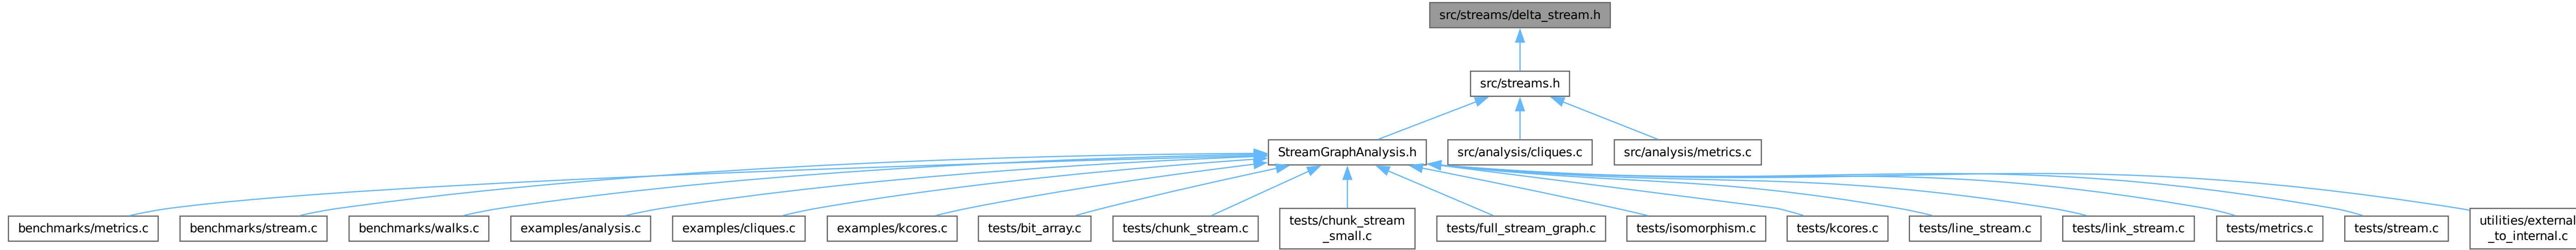 src/streams/delta_stream.h
src/streams.h
StreamGraphAnalysis.h
src/analysis/cliques.c
src/analysis/metrics.c
benchmarks/metrics.c
benchmarks/stream.c
benchmarks/walks.c
examples/analysis.c
examples/cliques.c
examples/kcores.c
tests/bit_array.c
tests/chunk_stream.c
tests/chunk_stream
_small.c
tests/full_stream_graph.c
tests/isomorphism.c
tests/kcores.c
tests/line_stream.c
tests/link_stream.c
tests/metrics.c
tests/stream.c
utilities/external
_to_internal.c